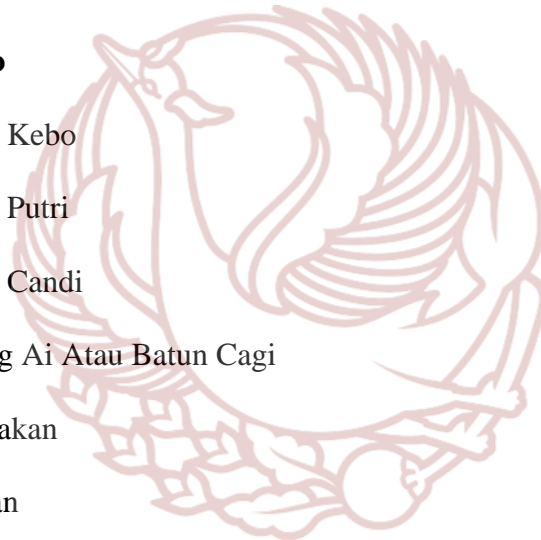 o
Kebo
Putri
Candi
g Ai Atau Batun Cagi
akan
an